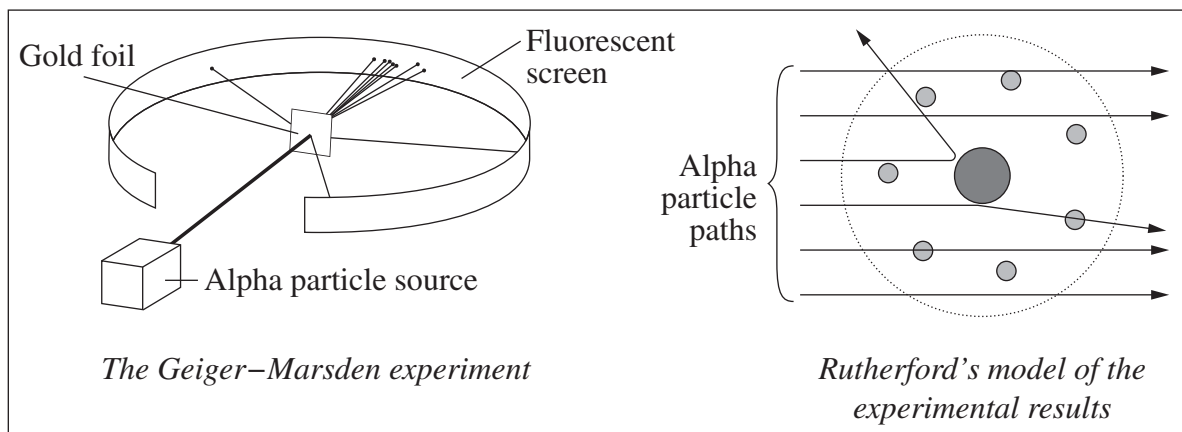 Gold foil
Fluorescent
screen
Alpha particle source
The Geiger−Marsden experiment
Alpha
particle
paths
Rutherford's model of the
experimental results